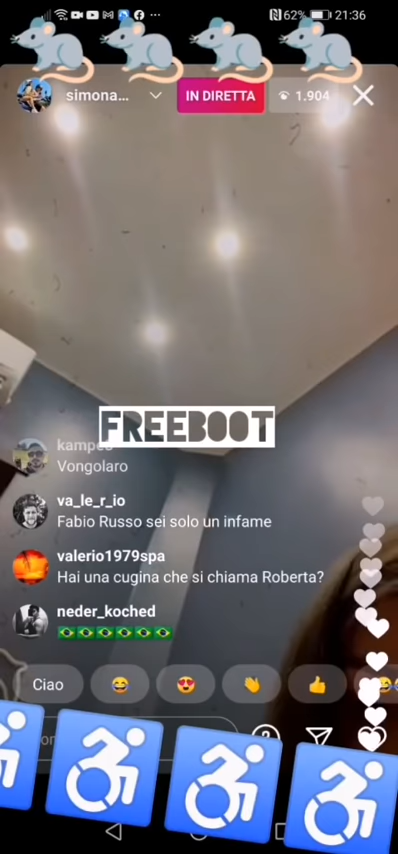 62% 21:36
simona...
IN DIRETTA
1.904
FREEBOOT
kamped
Vongolaro
va_le_r_io
Fabio Russo sei solo un infame
valerio1979spa
Hai una cugina che si chiama Roberta?
neder_koched
Ciao